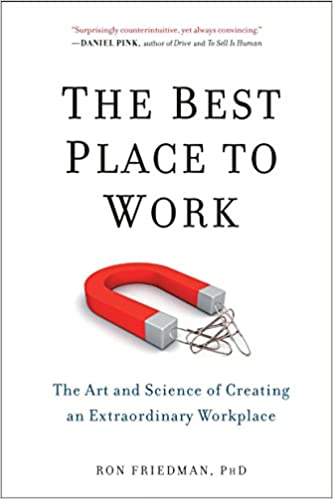 "Surprisingly counterintuitive, yet always convincing."
—DANIEL PINK, author of Drive and To Sell Is Human
THE BEST
PLACE TO
WORK
The Art and Science of Creating
an Extraordinary Workplace
RON FRIEDMAN, PHD